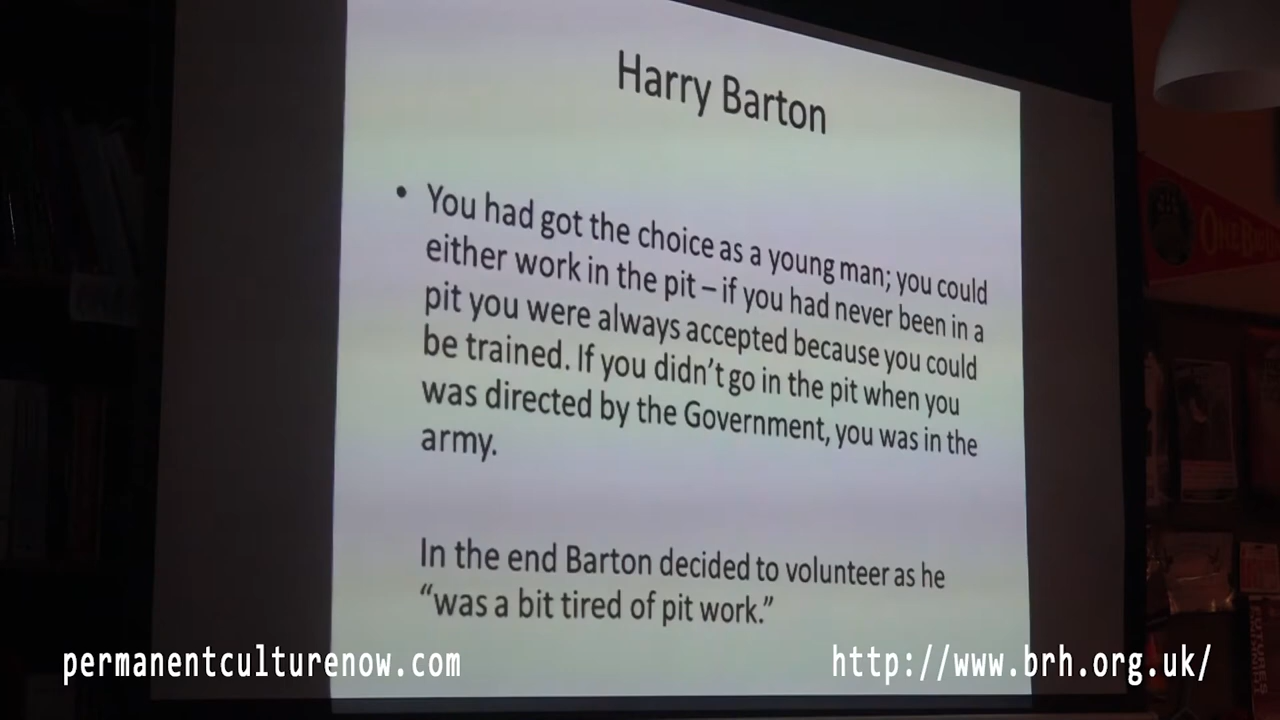 Harry Barton
• You had got the choice as a young man; you could
either work in the pit – if you had never been in a
pit you were always accepted because you could
be trained. If you didn't go in the pit when you
was directed by the Government, you was in the
army.
In the end Barton decided to volunteer as he
“was a bit tired of pit work.”
permanentculturenow.com
http://www.brh.org.uk/